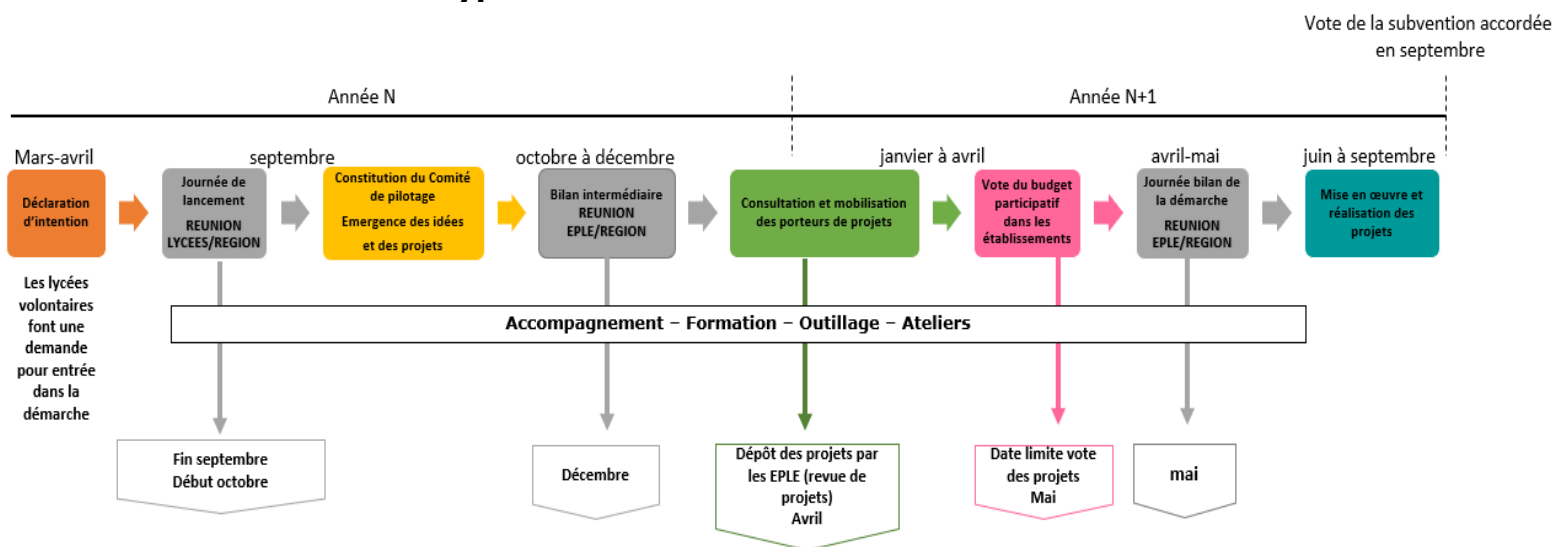 Vote de la subvention accordée
en septembre
Année N
Année N+1
Mars-avril
septembre
octobre à décembre
janvier à avril
avril-mai
juin à septembre
Déclaration
d'intention
Journée de
lancement
REUNION
LYCEES/REGION
Constitution du Comité
de pilotage
Emergence des idées
et des projets
Bilan intermédiaire
REUNION
EPLE/REGION
Consultation et mobilisation
des porteurs de projets
Vote du budget
participatif
dans les
établissements
Journée bilan de
la démarche
REUNION
EPLE/REGION
Mise en œuvre et
réalisation des
projets
Les lycées
volontaires
font une
demande
pour entrée
dans la
démarche
Accompagnement – Formation – Outillage – Ateliers
Fin septembre
Début octobre
Décembre
Dépôt des projets par
les EPLE (revue de
projets)
Avril
Date limite vote
des projets
Mai
mai